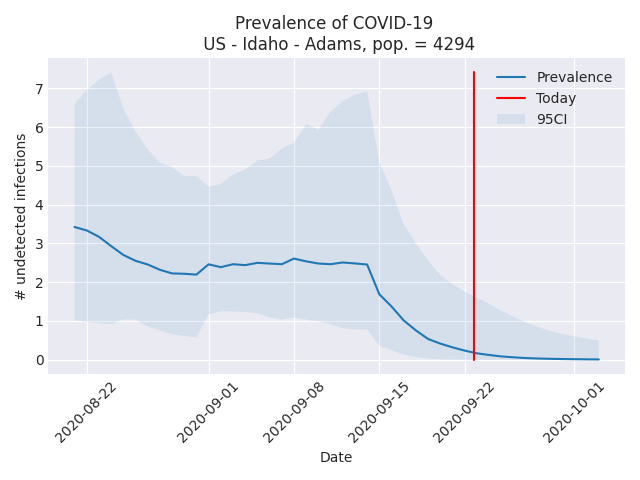 Prevalence of COVID-19
US - Idaho - Adams, pop. = 4294
Prevalence
Today
95CI
# undetected infections
7
6
5
4
3
2
1
0
2020-08-22
2020-09-01
2020-09-08
2020-09-15
2020-09-22
2020-10-01
Date